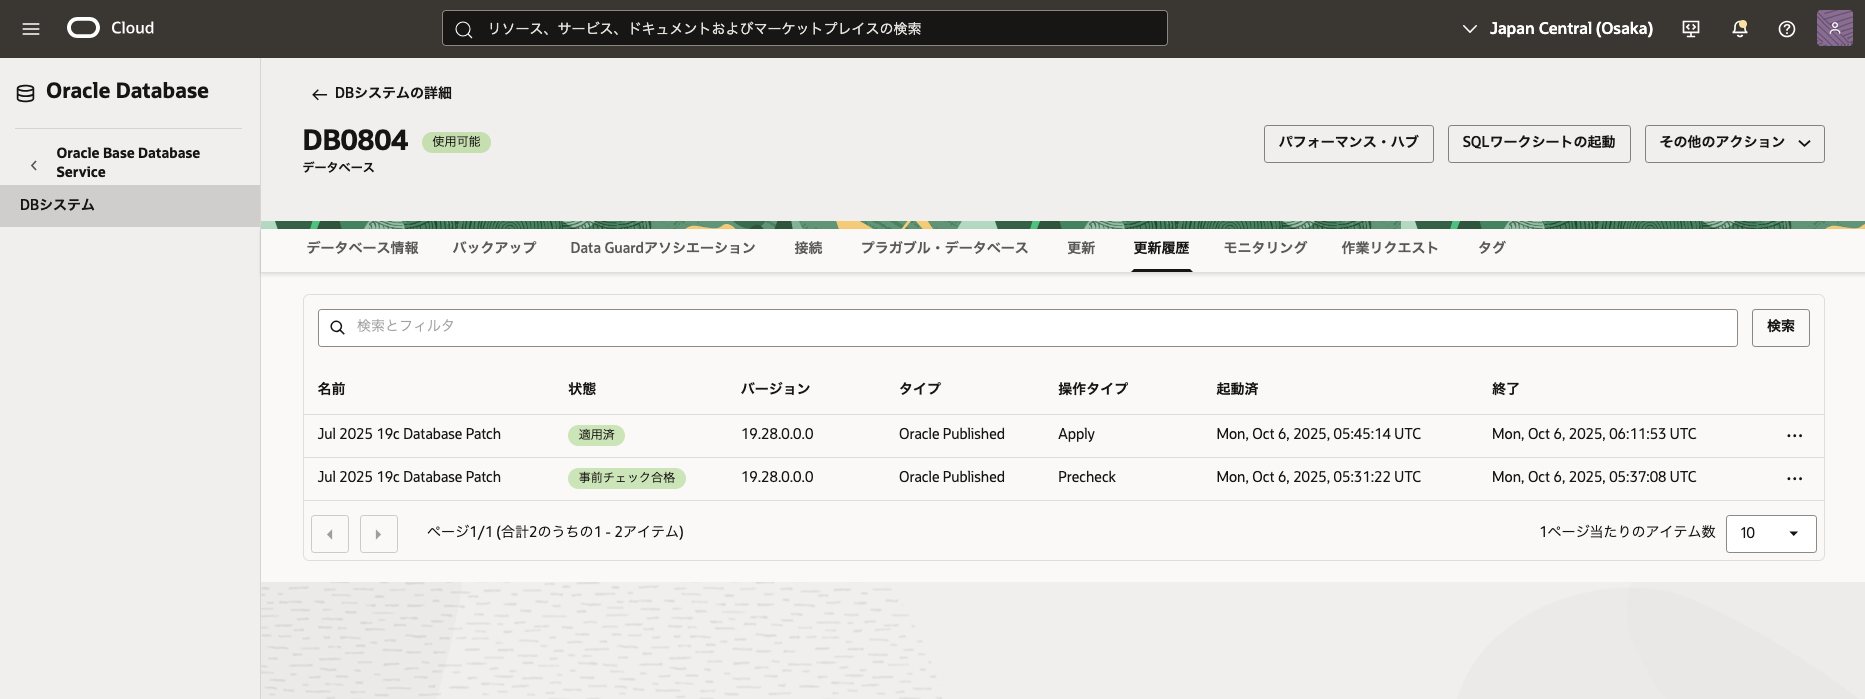 Cloud
リソース、サービス、ドキュメントおよびマーケットプレイスの検索
Japan Central (Osaka)
Oracle Database
Oracle Base Database
Service
DBシステム
DBシステムの詳細
DB0804 使用可能
データベース
パフォーマンス・ハブ SQLワークシートの起動 その他のアクション
データベース情報 バックアップ Data Guardアソシエーション 接続 プラガブル・データベース 更新 更新履歴 モニタリング 作業リクエスト タグ
検索とフィルタ 検索
名前 状態 バージョン タイプ 操作タイプ 起動済 終了
Jul 2025 19c Database Patch 適用済 19.28.0.0.0 Oracle Published Apply Mon, Oct 6, 2025, 05:45:14 UTC Mon, Oct 6, 2025, 06:11:53 UTC
Jul 2025 19c Database Patch 事前チェック合格 19.28.0.0.0 Oracle Published Precheck Mon, Oct 6, 2025, 05:31:22 UTC Mon, Oct 6, 2025, 05:37:08 UTC
ページ1/1 (合計2のうちの1 - 2アイテム) 1ページ当たりのアイテム数 10